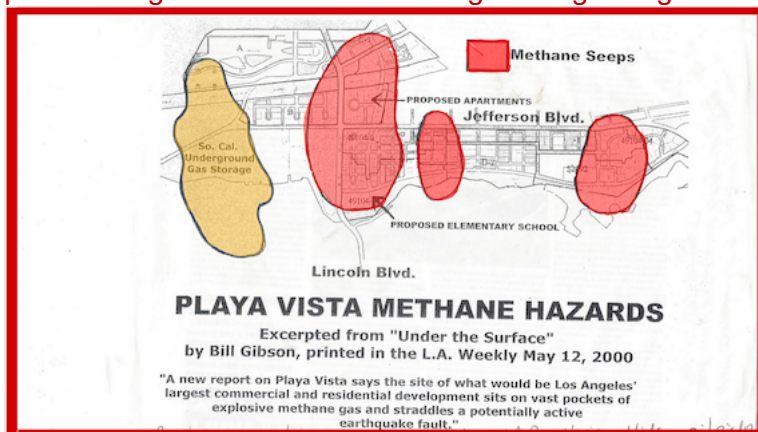 Methane Seeps
A
PROPOSED APARTMENTS
Jefferson Blvd.
So. Cal.
Underground
Gas Storage
PROPOSED ELEMENTARY SCHOOL
Lincoln Blvd.
PLAYA VISTA METHANE HAZARDS
Excerpted from "Under the Surface"
by Bill Gibson, printed in the L.A. Weekly May 12, 2000
"A new report on Playa Vista says the site of what would be Los Angeles'
largest commercial and residential development sits on vast pockets of
explosive methane gas and straddles a potentially active
earthquake fault."